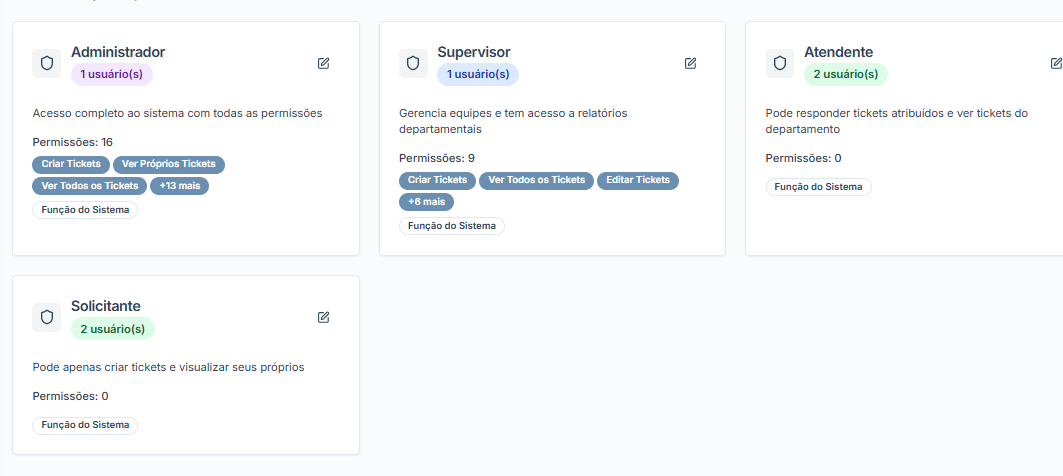 Administrador
1 usuário(s)
Acesso completo ao sistema com todas as permissões
Permissões: 16
Criar Tickets
Ver Próprios Tickets
Ver Todos os Tickets
+13 mais
Função do Sistema
Supervisor
1 usuário(s)
Gerencia equipes e tem acesso a relatórios
departamentais
Permissões: 9
Criar Tickets
Ver Todos os Tickets
Editar Tickets
+6 mais
Função do Sistema
Atendente
2 usuário(s)
Pode responder tickets atribuídos e ver tickets do
departamento
Permissões: 0
Função do Sistema
Solicitante
2 usuário(s)
Pode apenas criar tickets e visualizar seus próprios
Permissões: 0
Função do Sistema